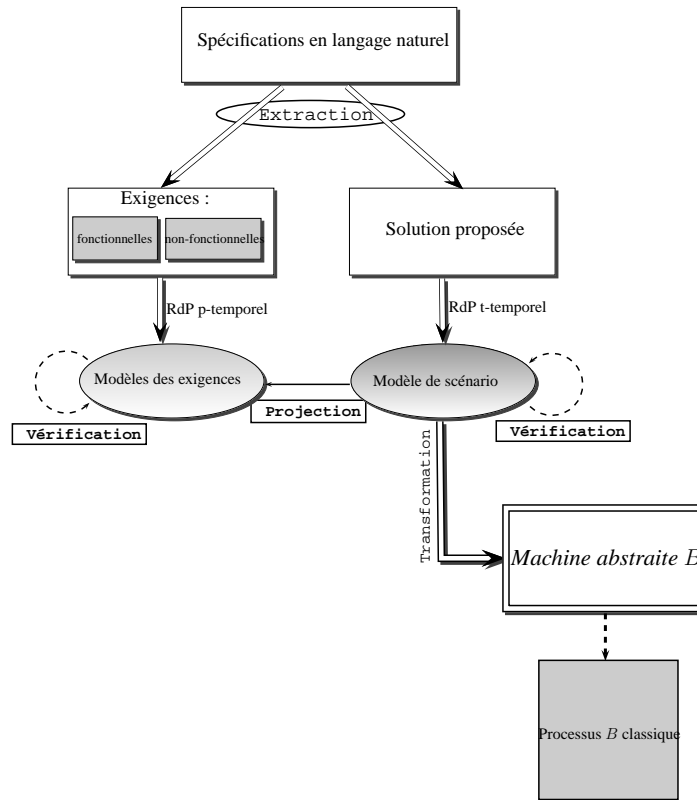 Spécifications en langage naturel
Extraction
Exigences :
fonctionnelles
non-fonctionnelles
Solution proposée
RdP p-temporel
RdP t-temporel
Modèles des exigences
Modèle de scénario
Projection
Vérification
Vérification
Transformation
Machine abstraite B
Processus B classique